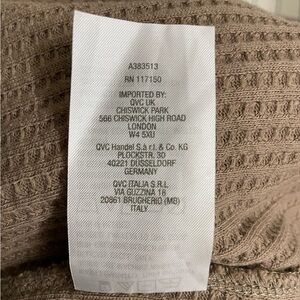 A383513
RN 117150
IMPORTED BY:
QVC UK
CHISWICK PARK
566 CHISWICK HIGH ROAD
LONDON
W4 5XU
QVC Handel S.à r.l. & Co. KG
PLOCKSTR. 30
40221 DÜSSELDORF
GERMANY
QVC ITALIA S.R.L.
VIA GUZZINA 18
20861 BRUGHERIO (MB)
ITALY